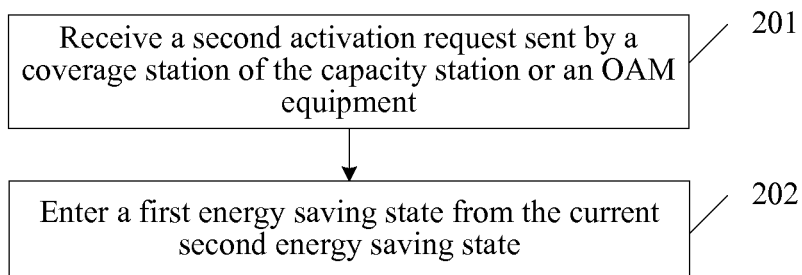 Receive a second activation request sent by a
coverage station of the capacity station or an OAM
equipment
201
Enter a first energy saving state from the current
second energy saving state
202